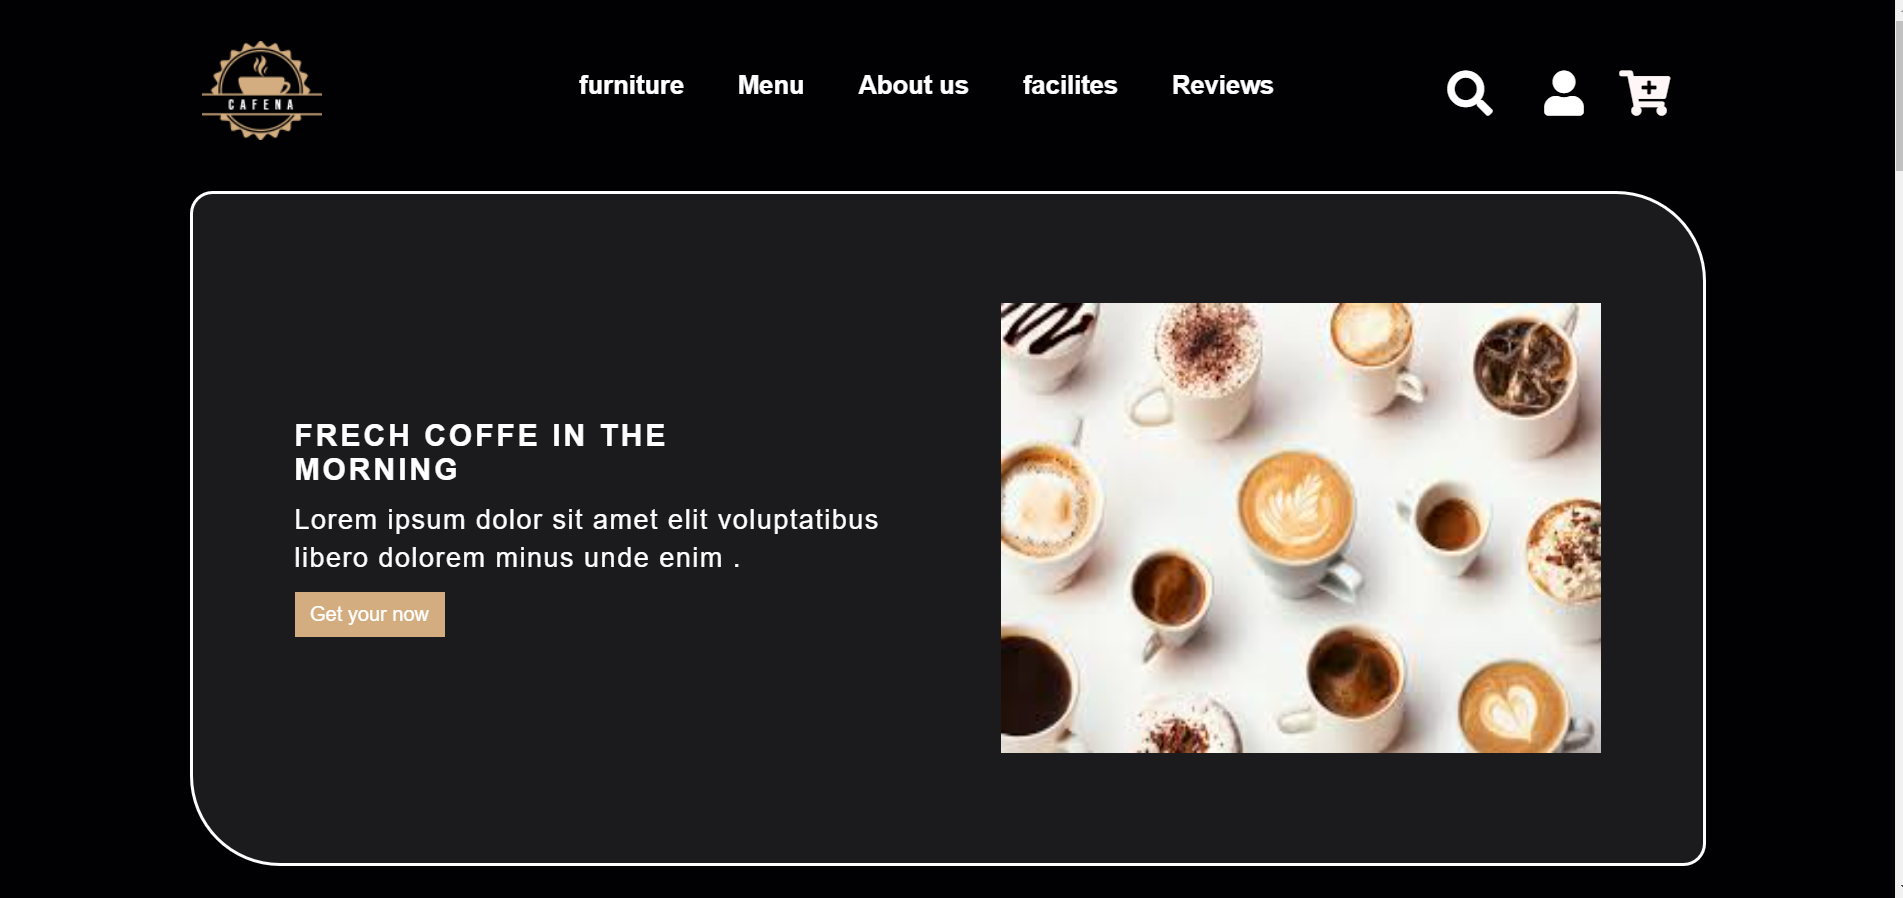 CAFENA
furniture Menu About us facilites Reviews
FRECH COFFE IN THE
MORNING
Lorem ipsum dolor sit amet elit voluptatibus
libero dolorem minus unde enim .
Get your now